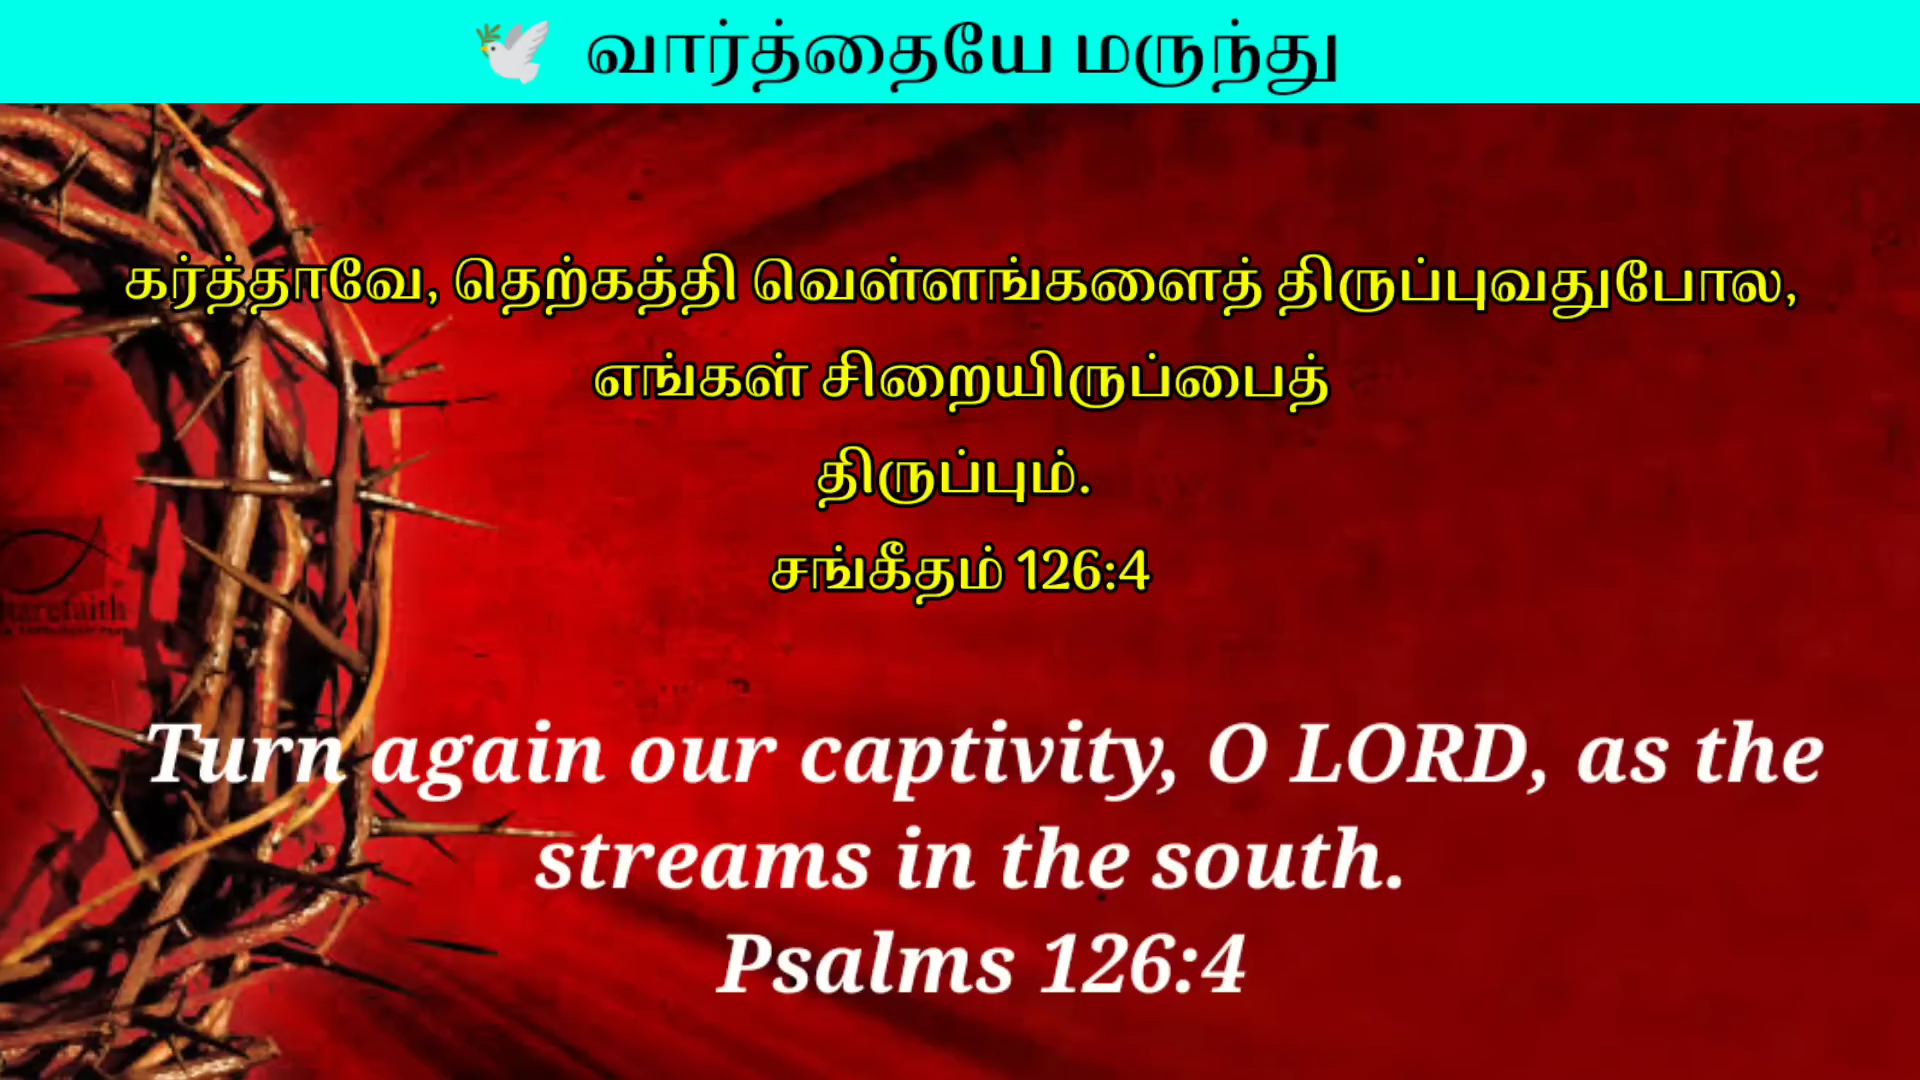 🕊 வார்த்தையே மருந்து
கர்த்தாவே, தெற்கத்தி வெள்ளங்களைத் திருப்புவதுபோல,
எங்கள் சிறையிருப்பைத்
திருப்பும்.
சங்கீதம் 126:4
harefaith
Turn again our captivity, O LORD, as the
streams in the south.
Psalms 126:4